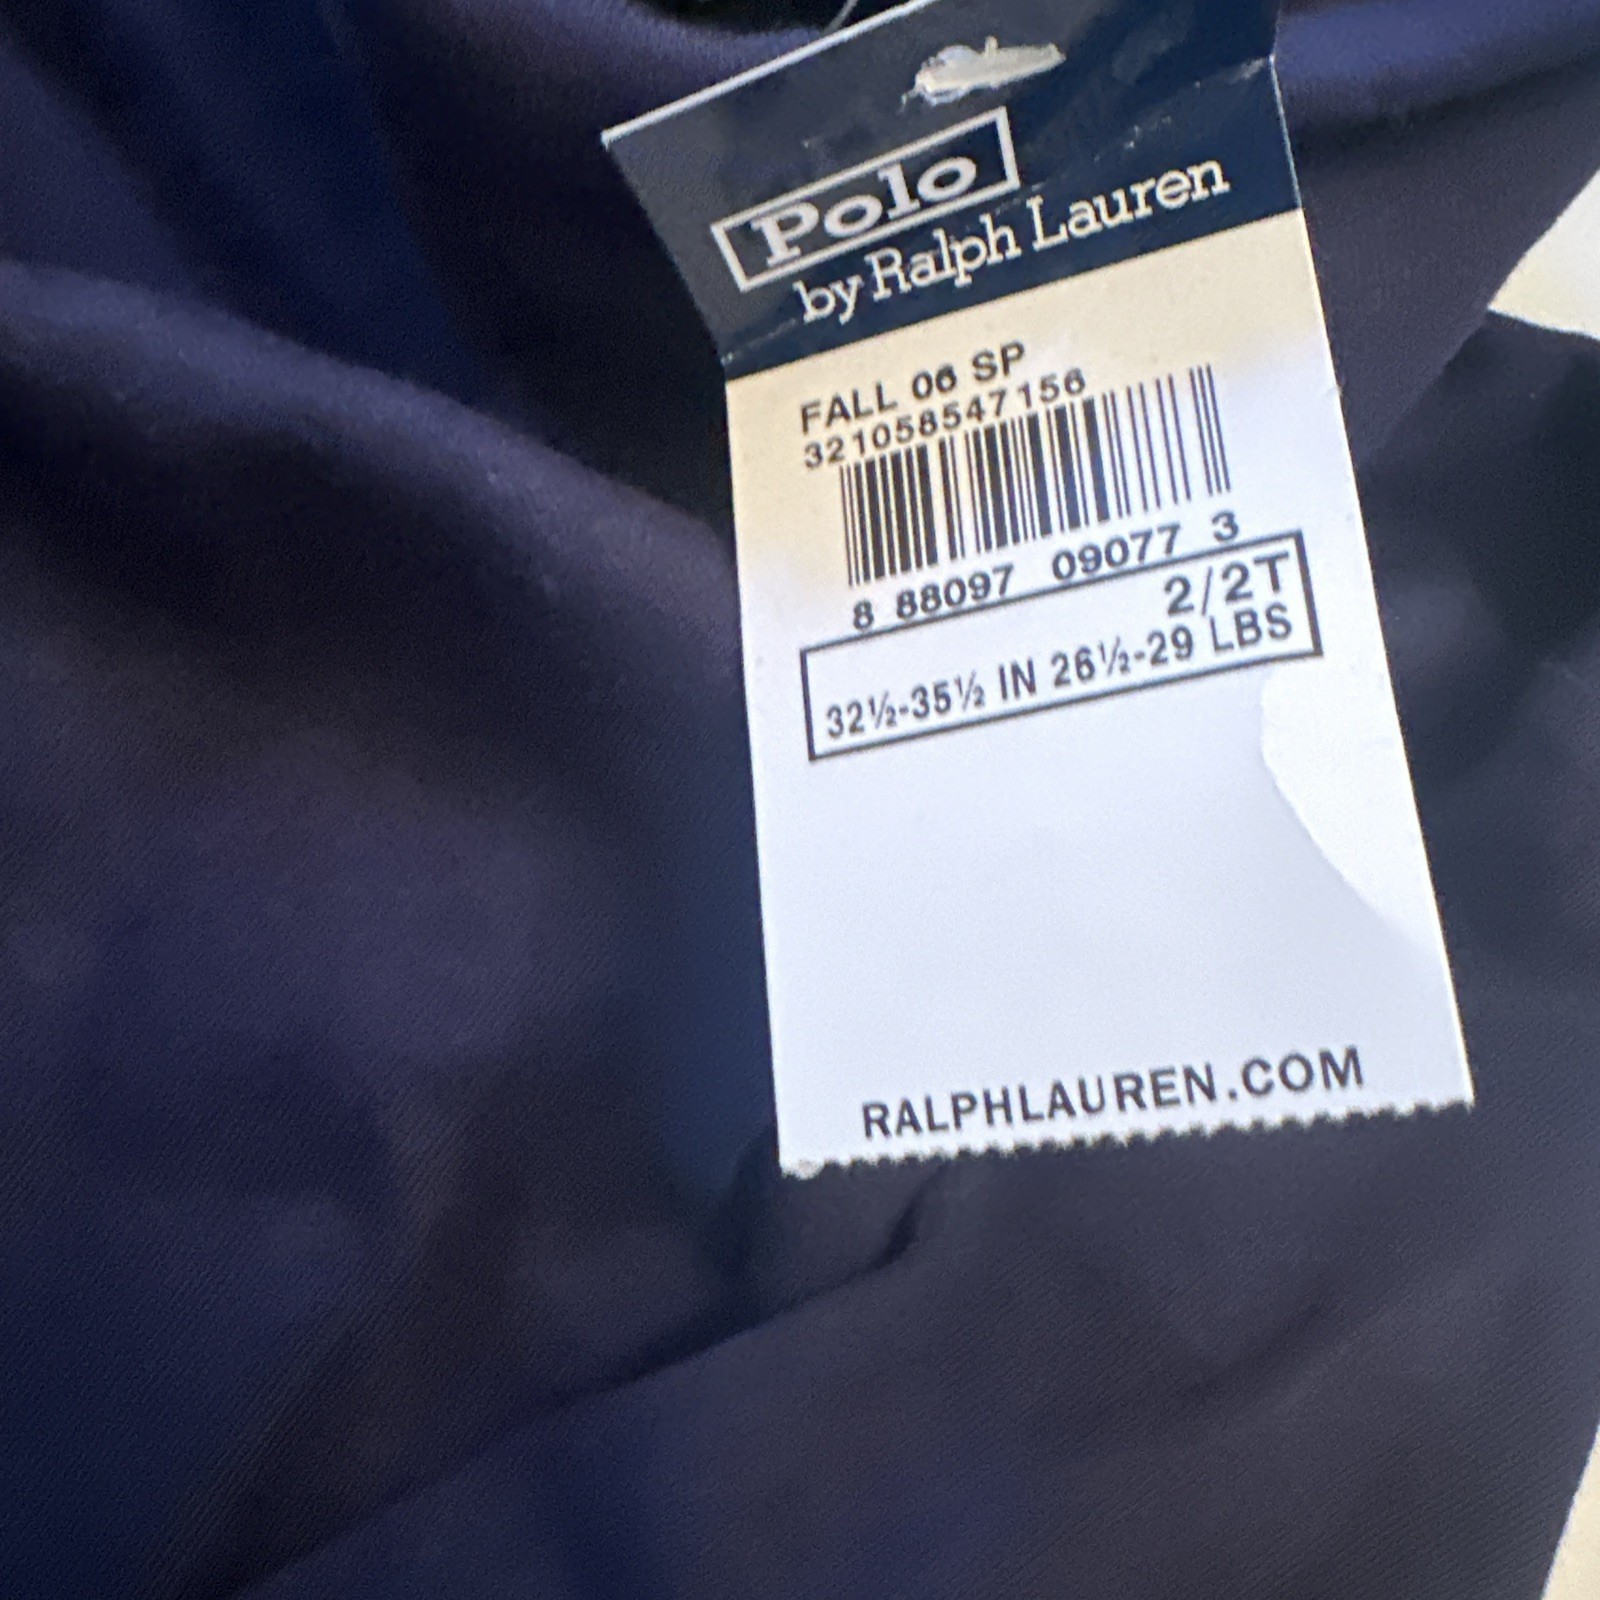 Polo
by Ralph Lauren
FALL 06 SP
321058547156
8 88097 09077 3
2/2T
32½-35½ IN 26½-29 LBS
RALPHLAUREN.COM